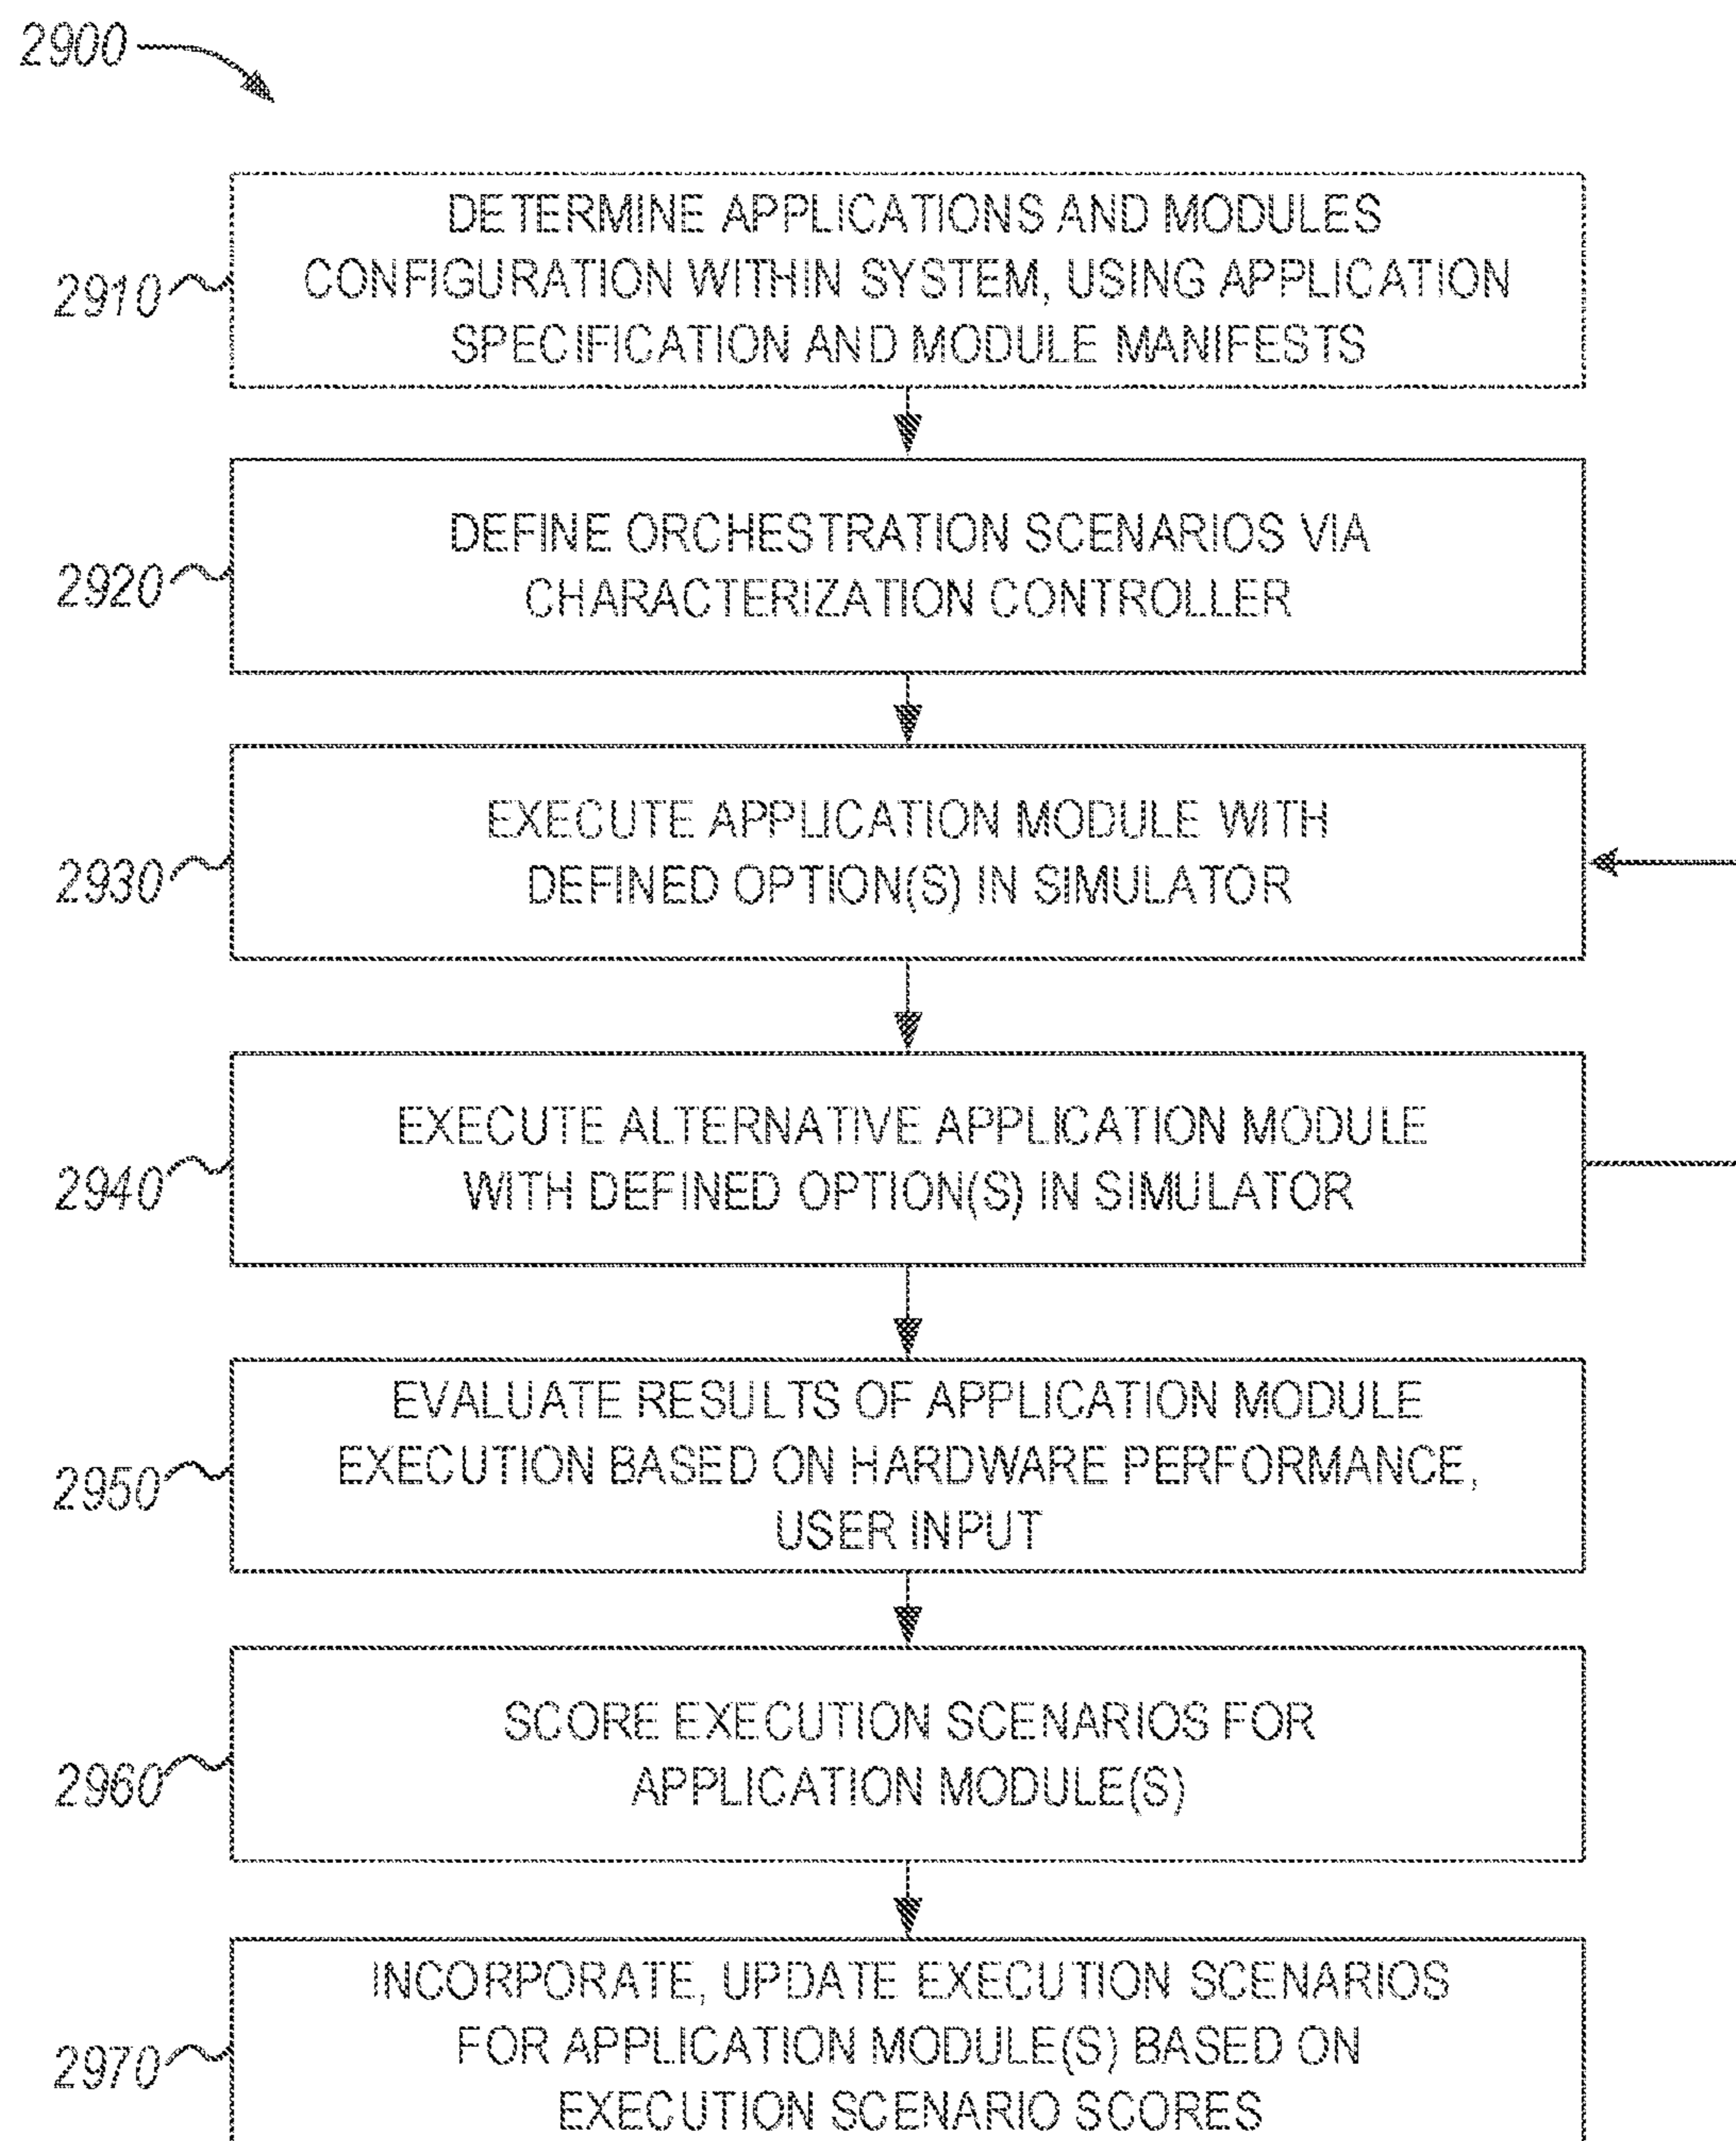 2900
DETERMINE APPLICATIONS AND MODULES
CONFIGURATION WITHIN SYSTEM, USING APPLICATION
SPECIFICATION AND MODULE MANIFESTS
2910
DEFINE ORCHESTRATION SCENARIOS VIA
CHARACTERIZATION CONTROLLER
2920
EXECUTE APPLICATION MODULE WITH
DEFINED OPTION(S) IN SIMULATOR
2930
EXECUTE ALTERNATIVE APPLICATION MODULE
WITH DEFINED OPTION(S) IN SIMULATOR
2940
EVALUATE RESULTS OF APPLICATION MODULE
EXECUTION BASED ON HARDWARE PERFORMANCE,
USER INPUT
2950
SCORE EXECUTION SCENARIOS FOR
APPLICATION MODULE(S)
2960
INCORPORATE, UPDATE EXECUTION SCENARIOS
FOR APPLICATION MODULE(S) BASED ON
EXECUTION SCENARIO SCORES
2970